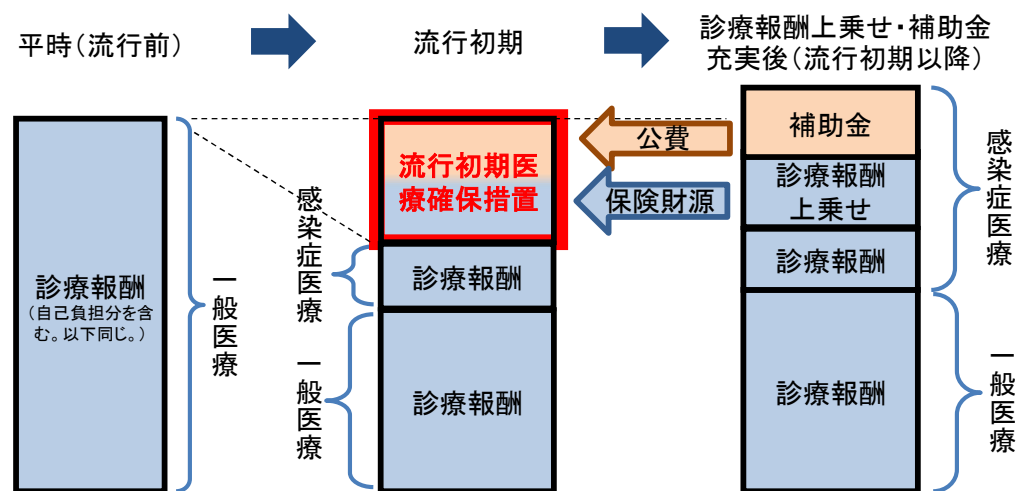 平時（流行前）
流行初期
診療報酬上乗せ・補助金
充実後（流行初期以降）
診療報酬
（自己負担分を含
む。以下同じ。）
一般医療
流行初期医
療確保措置
診療報酬
診療報酬
感染症医療
一般医療
公費
保険財源
補助金
診療報酬
上乗せ
診療報酬
診療報酬
感染症医療
一般医療